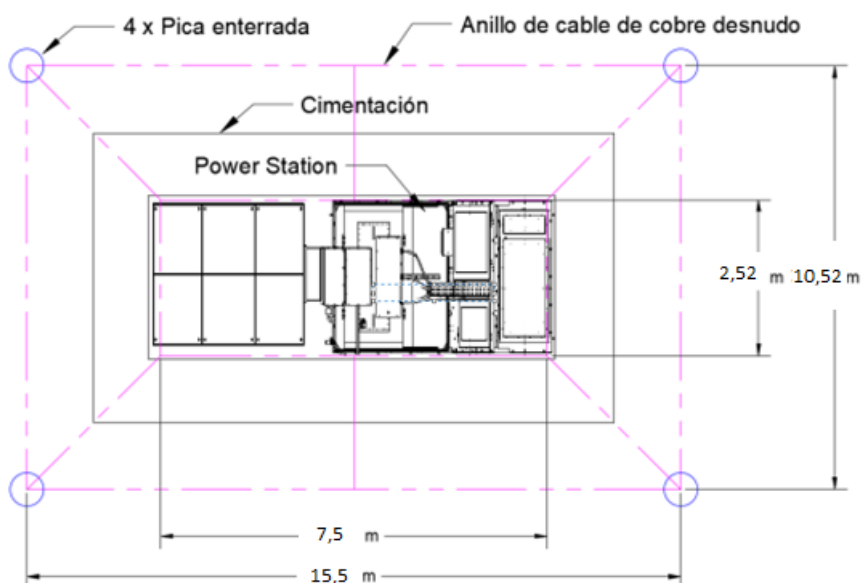 4 x Pica enterrada
Anillo de cable de cobre desnudo
Cimentación
Power Station
2,52 m
10,52 m
7,5 m
15,5 m